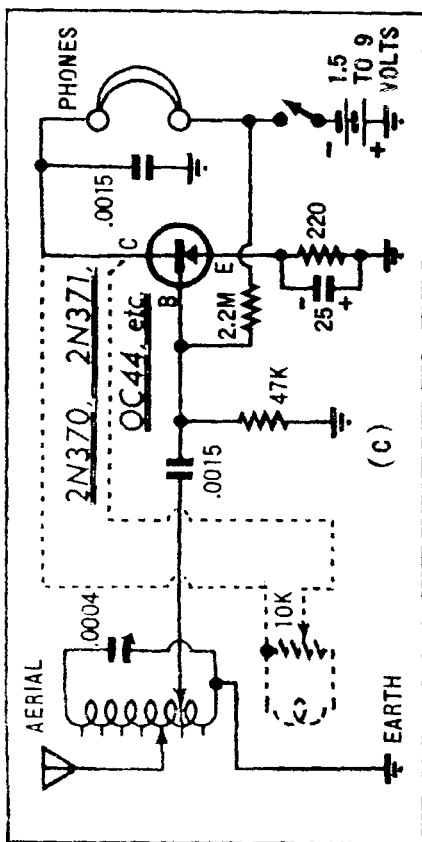 AERIAL
.0004
10K
EARTH
.0015
47K
(C)
2N370, 2N371,
OC44, etc.
B
C
E
2.2M
.0015
PHONES
220
-
25
+
-
+
1.5
TO 9
VOLTS